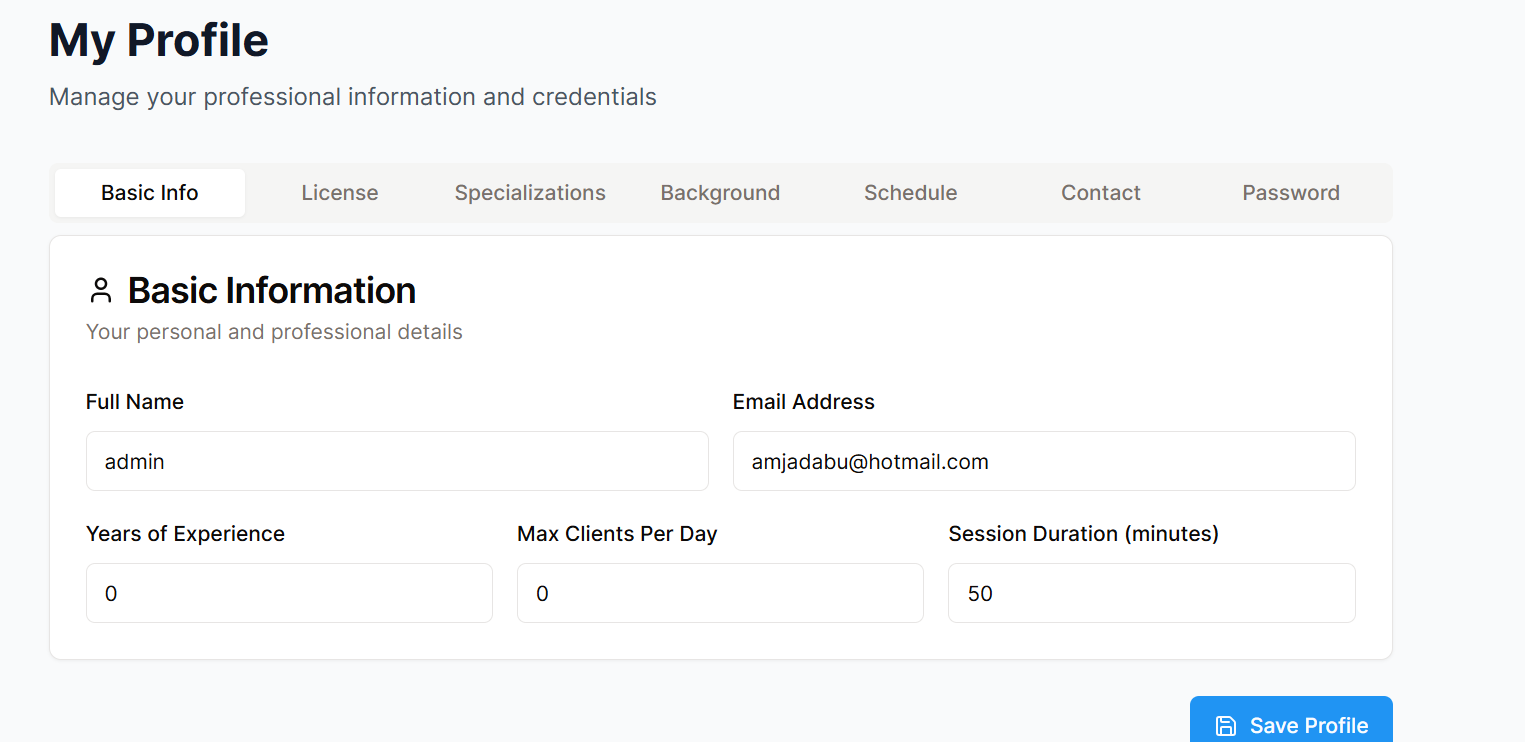 My Profile
Manage your professional information and credentials
Basic Info License Specializations Background Schedule Contact Password
Basic Information
Your personal and professional details
Full Name Email Address
admin amjadabu@hotmail.com
Years of Experience Max Clients Per Day Session Duration (minutes)
0 0 50
Save Profile